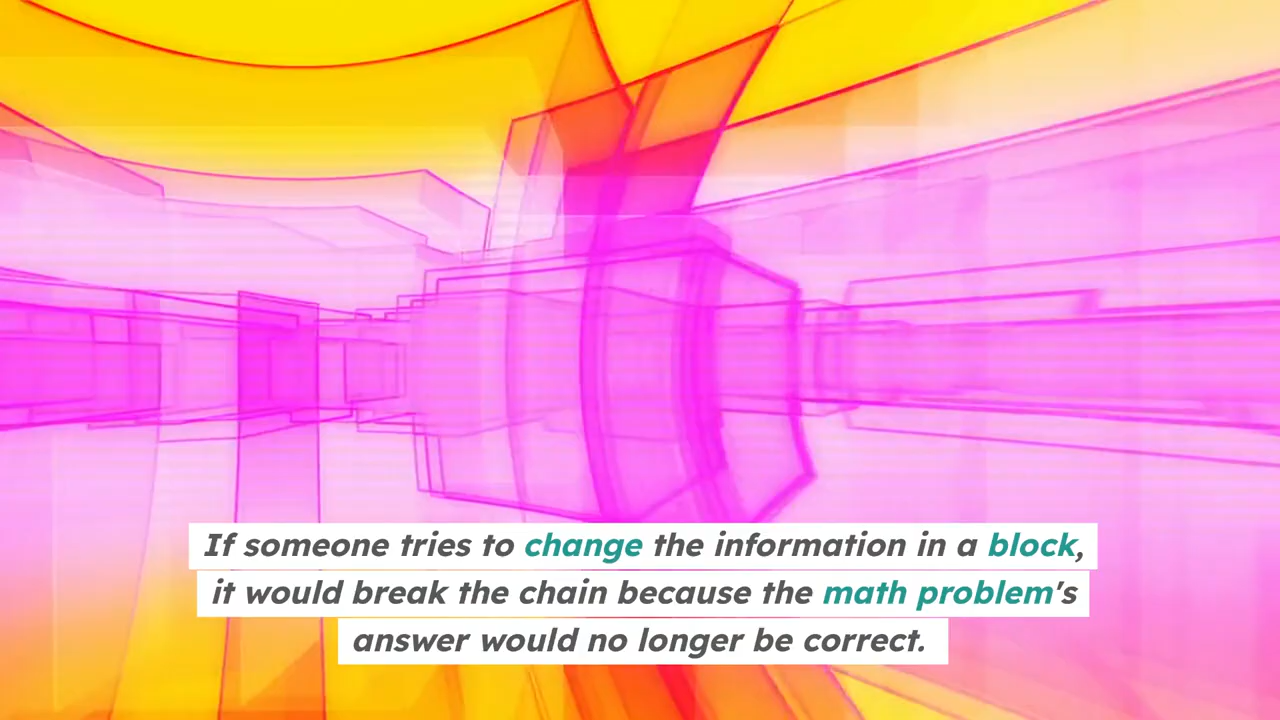 If someone tries to change the information in a block,
it would break the chain because the math problem's
answer would no longer be correct.